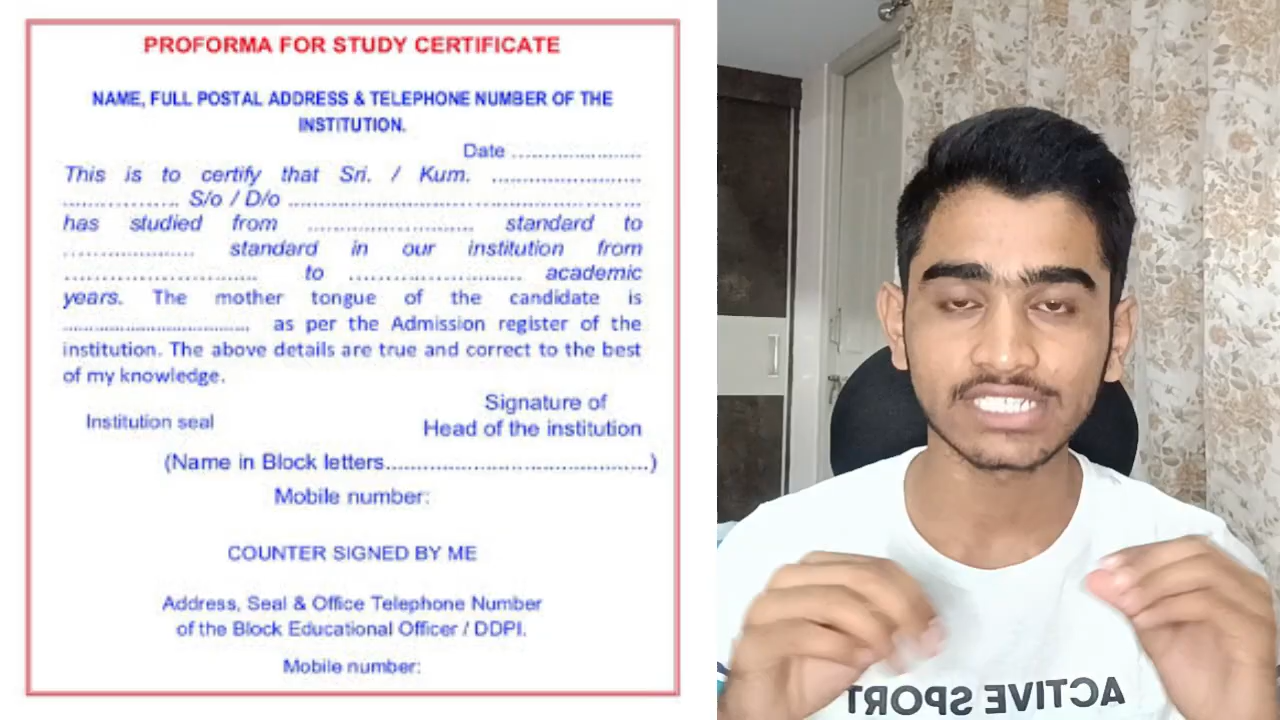 PROFORMA FOR STUDY CERTIFICATE
NAME, FULL POSTAL ADDRESS & TELEPHONE NUMBER OF THE
INSTITUTION.
Date ........................
This is to certify that Sri. / Kum. ............................
...................... S/o / D/o ................................................................
has studied from ............................... standard to
......................... standard in our institution from
..................................... to ................................. academic
years. The mother tongue of the candidate is
........................................ as per the Admission register of the
institution. The above details are true and correct to the best
of my knowledge.
Signature of
Institution seal
Head of the institution
(Name in Block letters................................................)
Mobile number:
COUNTER SIGNED BY ME
Address, Seal & Office Telephone Number
of the Block Educational Officer / DDPI.
Mobile number:
ACTIVE SPORT